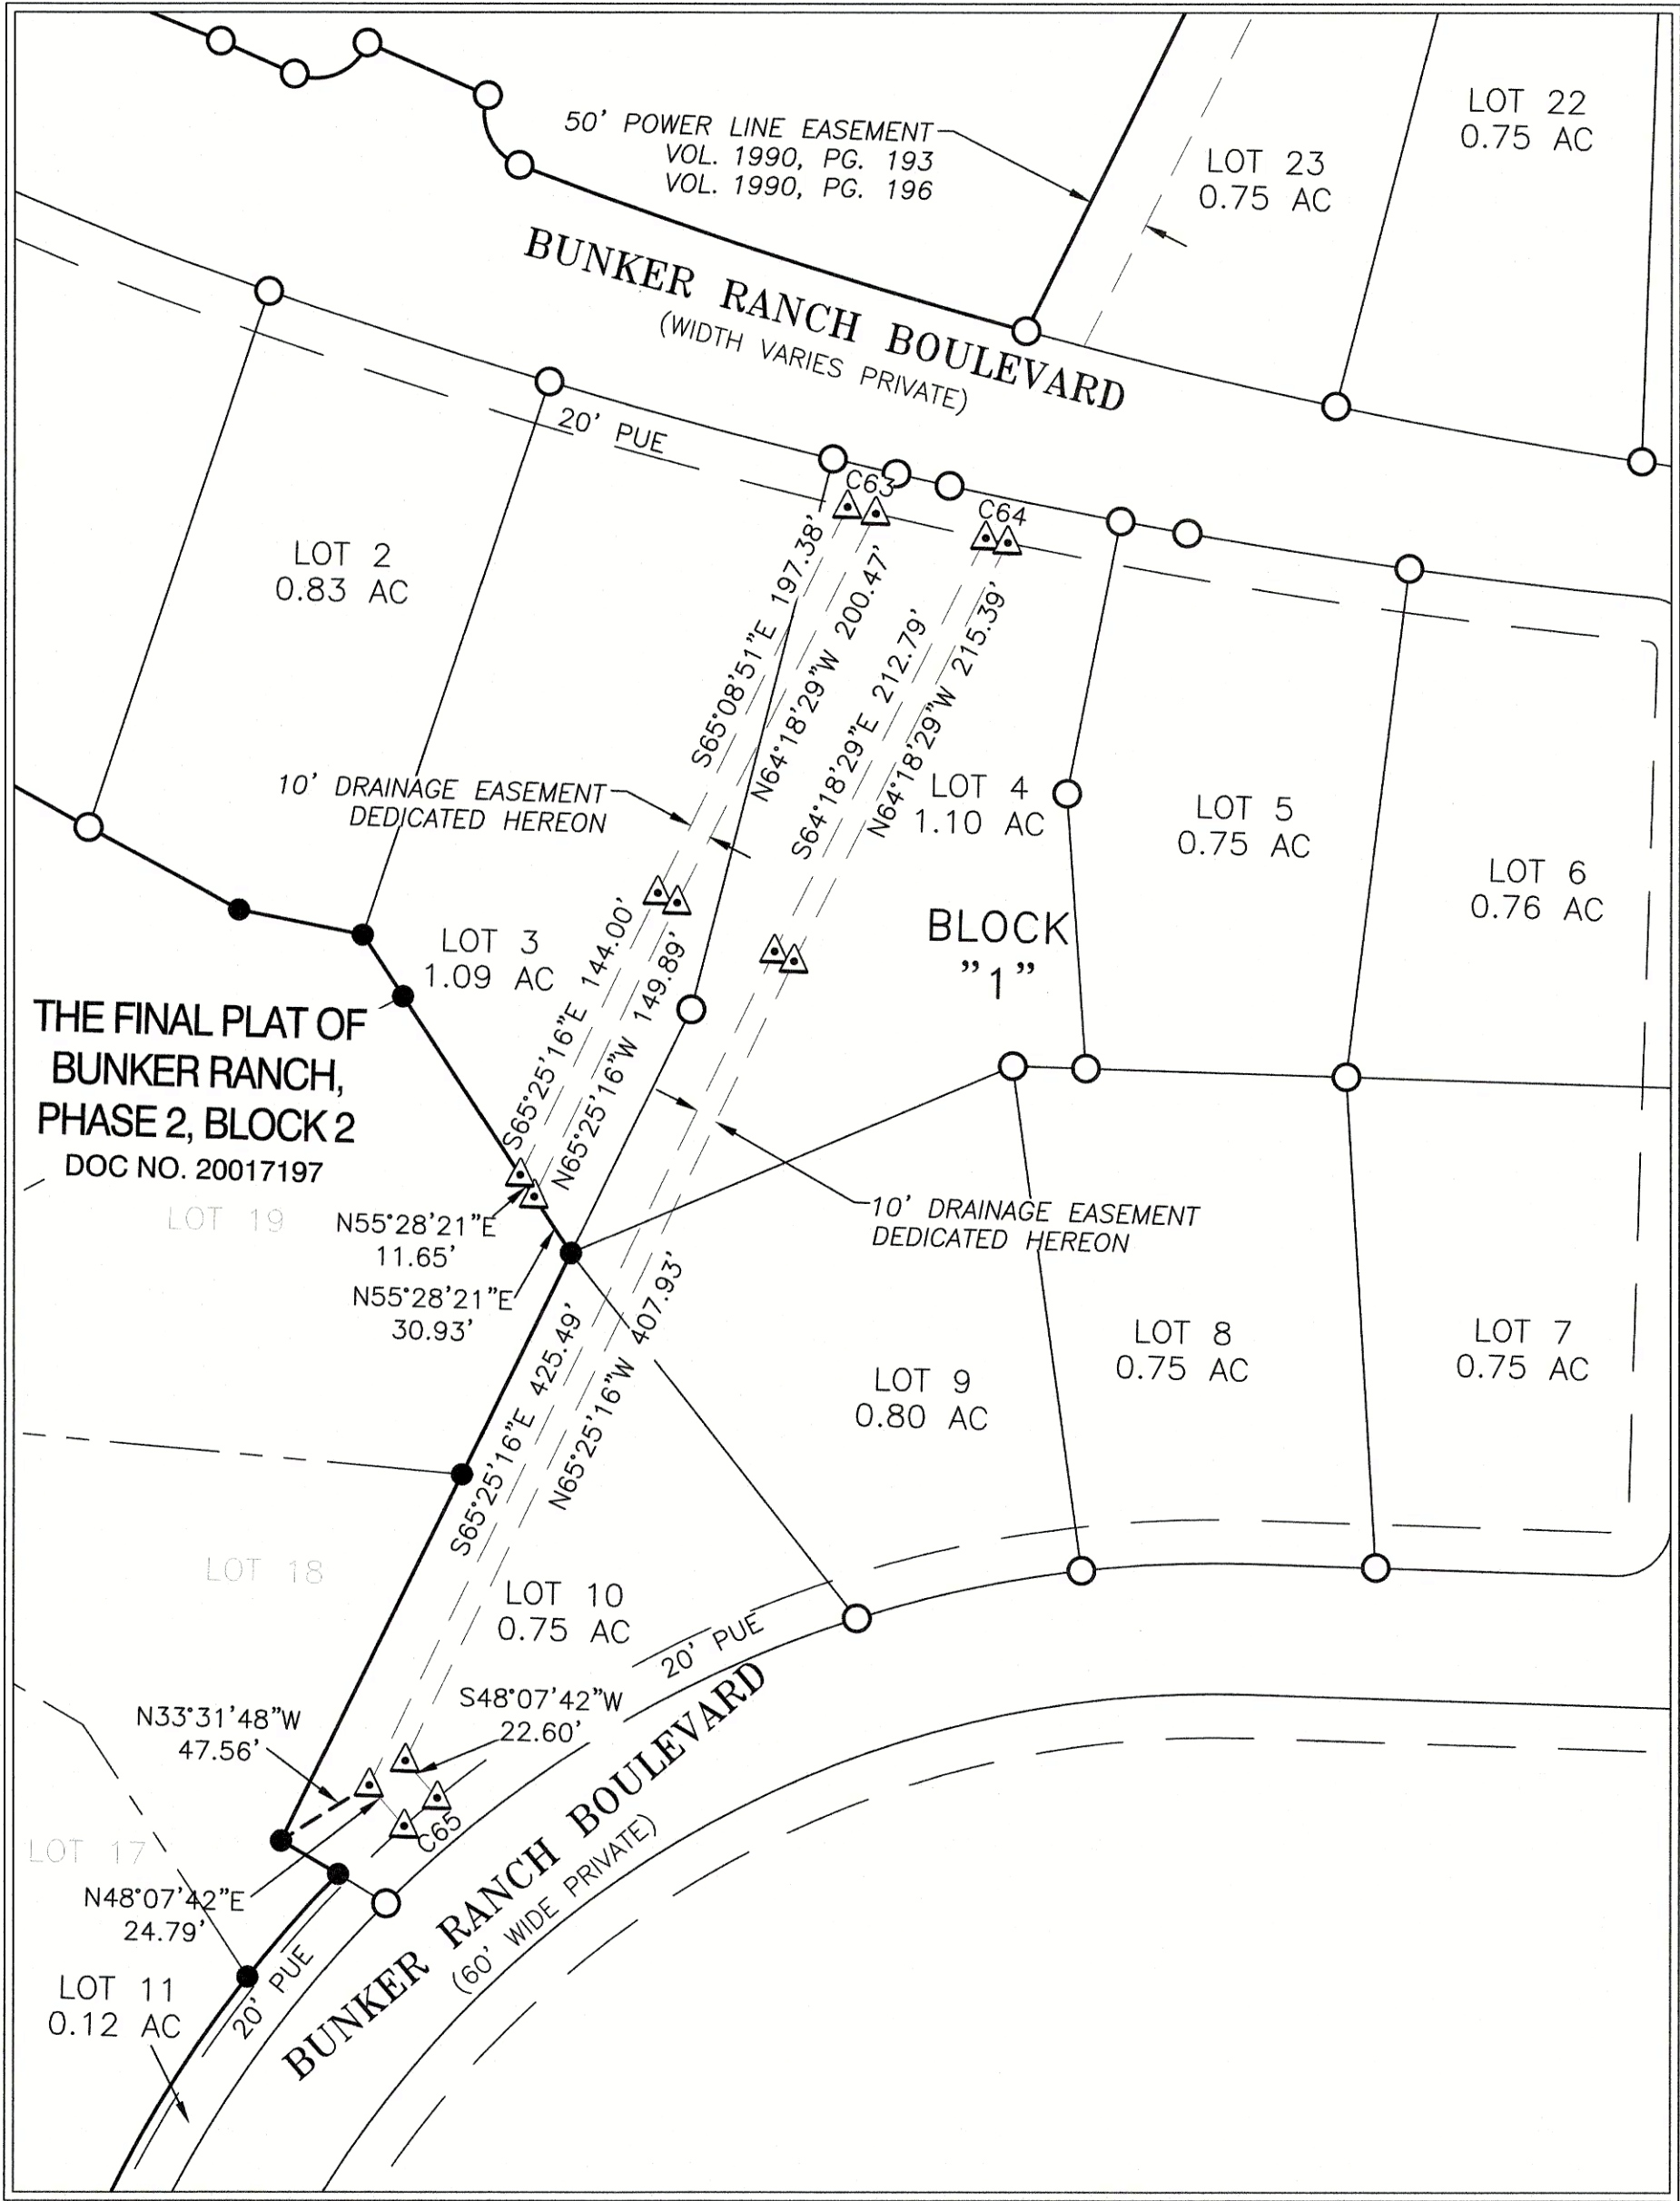 50' POWER LINE EASEMENT
VOL. 1990, PG. 193
VOL. 1990, PG. 196
LOT 22
0.75 AC
LOT 23
0.75 AC
BUNKER RANCH BOULEVARD
(WIDTH VARIES PRIVATE)
20' PUE
C63
C64
LOT 2
0.83 AC
S65°08'51"E 197.38'
N64°18'29"W 200.47'
S64°18'29"E 212.79'
N64°18'29"W 215.39'
10' DRAINAGE EASEMENT
DEDICATED HEREON
LOT 4
1.10 AC
LOT 5
0.75 AC
LOT 6
0.76 AC
BLOCK
"1"
LOT 3
1.09 AC
S65°25'16"E 144.00'
N65°25'16"W 149.89'
THE FINAL PLAT OF
BUNKER RANCH,
PHASE 2, BLOCK 2
DOC NO. 20017197
LOT 19
N55°28'21"E
11.65'
N55°28'21"E
30.93'
10' DRAINAGE EASEMENT
DEDICATED HEREON
S65°25'16"E 425.49'
N65°25'16"W 407.93'
LOT 9
0.80 AC
LOT 8
0.75 AC
LOT 7
0.75 AC
LOT 18
LOT 10
0.75 AC
20' PUE
S48°07'42"W
22.60'
N33°31'48"W
47.56'
C65
LOT 17
N48°07'42"E
24.79'
BUNKER RANCH BOULEVARD
(60' WIDE PRIVATE)
20' PUE
LOT 11
0.12 AC